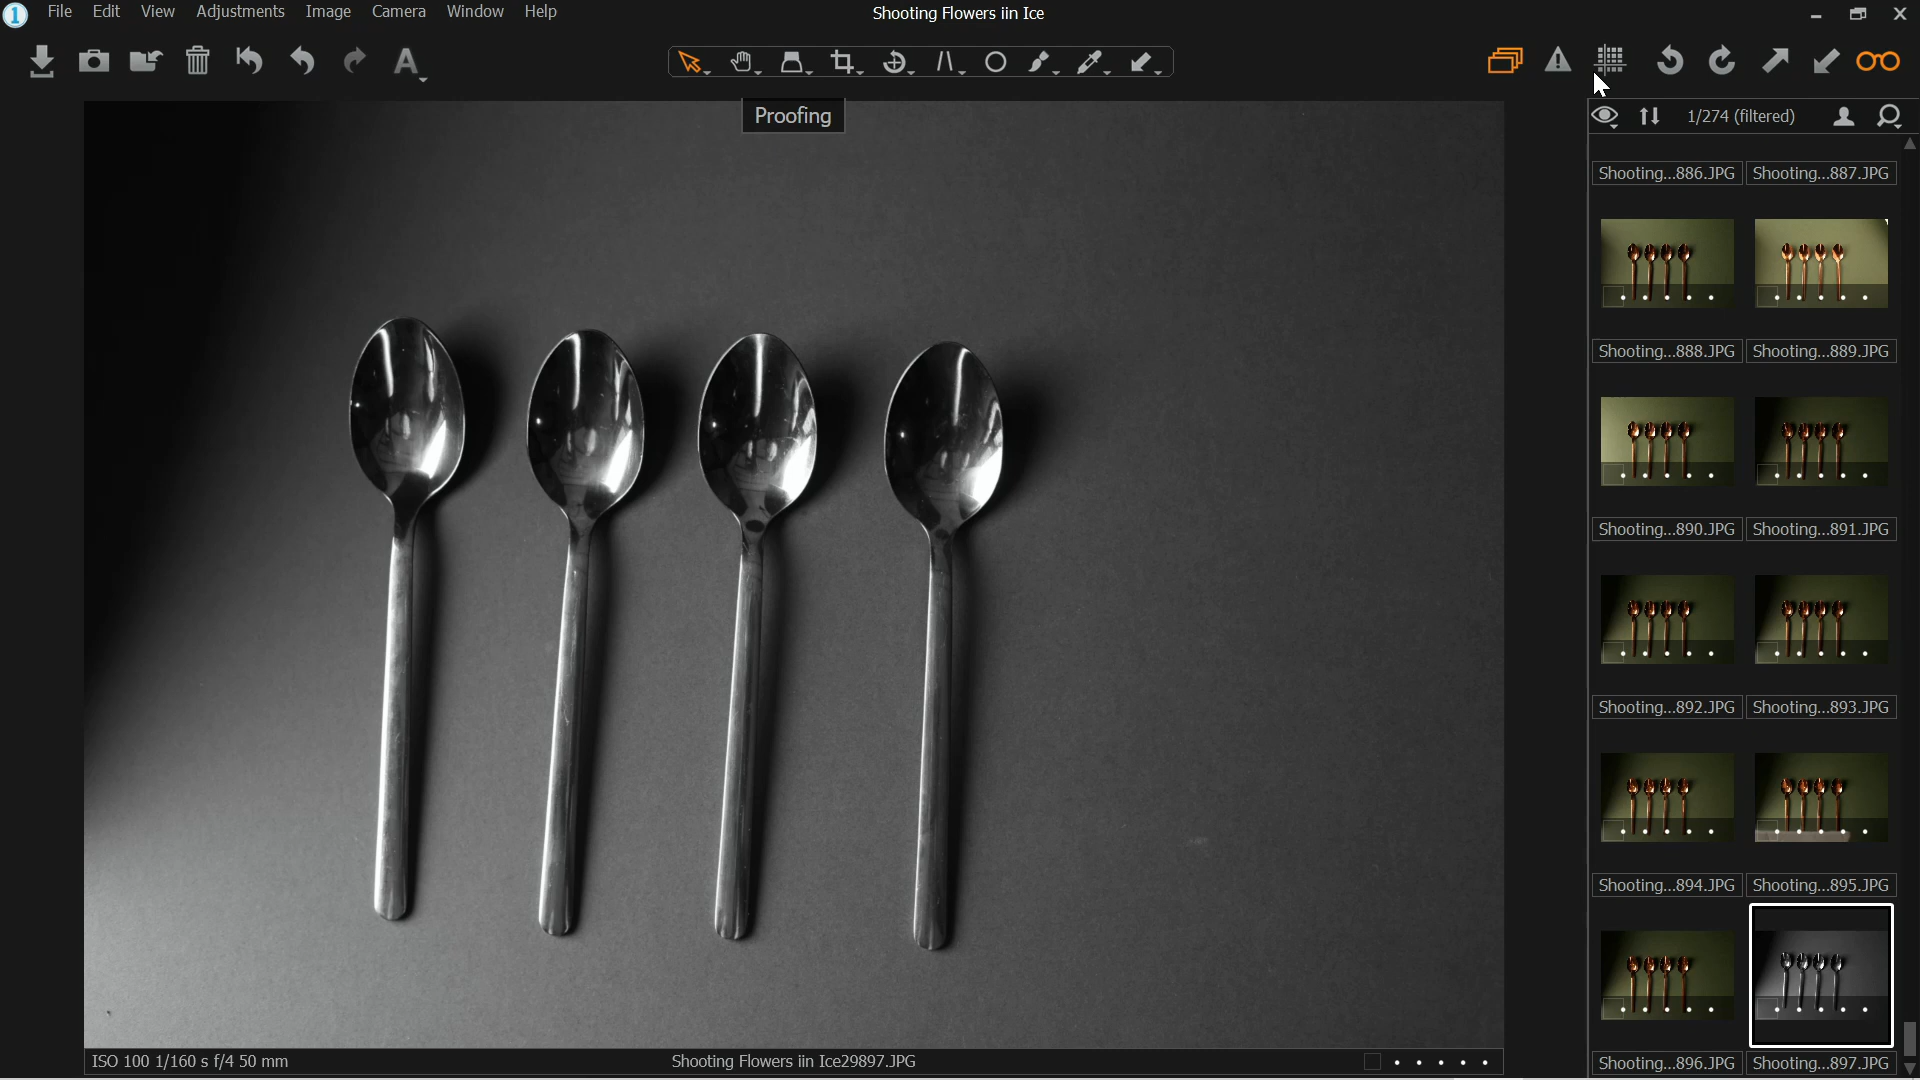 1 File Edit View Adjustments Image Camera Window Help
Shooting Flowers iin Ice
A
Proofing
1/274 (filtered)
Shooting...886.JPG Shooting...887.JPG
Shooting...888.JPG Shooting...889.JPG
Shooting...890.JPG Shooting...891.JPG
Shooting...892.JPG Shooting...893.JPG
Shooting...894.JPG Shooting...895.JPG
Shooting...896.JPG Shooting...897.JPG
ISO 100 1/160 s f/4 50 mm
Shooting Flowers iin Ice29897.JPG